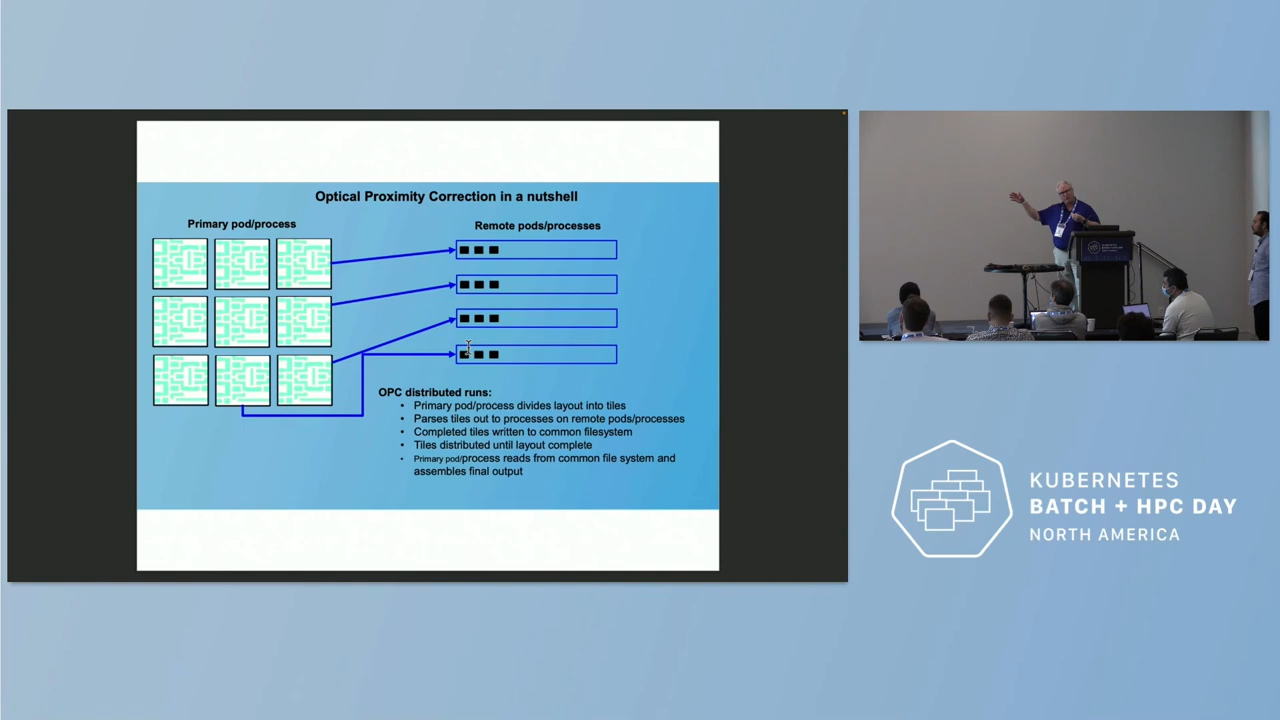 Optical Proximity Correction in a nutshell
Primary pod/process
Remote pods/processes
OPC distributed runs:
• Primary pod/process divides layout into tiles
• Parses tiles out to processes on remote pods/processes
• Completed tiles written to common filesystem
• Tiles distributed until layout complete
• Primary pod/process reads from common file system and
assembles final output
KUBERNETES
BATCH + HPC DAY
NORTH AMERICA